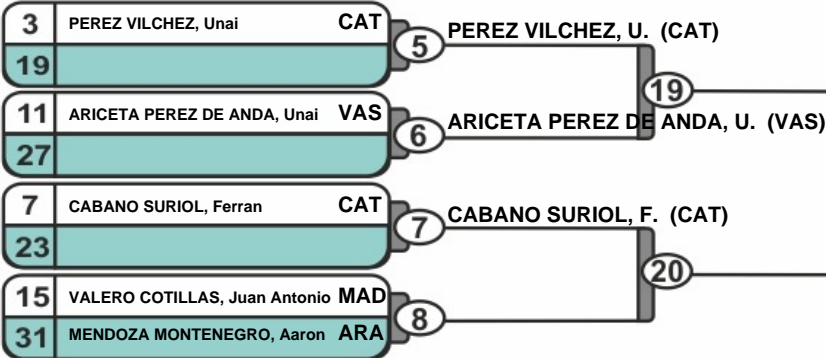 3 PEREZ VILCHEZ, Unai CAT
5 PEREZ VILCHEZ, U. (CAT)
19
19
11 ARICETA PEREZ DE ANDA, Unai VAS
6 ARICETA PEREZ DE ANDA, U. (VAS)
27
7 CABANO SURIOL, Ferran CAT
7 CABANO SURIOL, F. (CAT)
23
20
15 VALERO COTILLAS, Juan Antonio MAD
8
31 MENDOZA MONTENEGRO, Aaron ARA